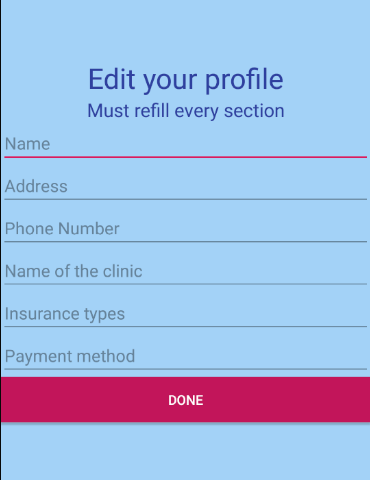 Edit your profile
Must refill every section
Name
Address
Phone Number
Name of the clinic
Insurance types
Payment method
DONE